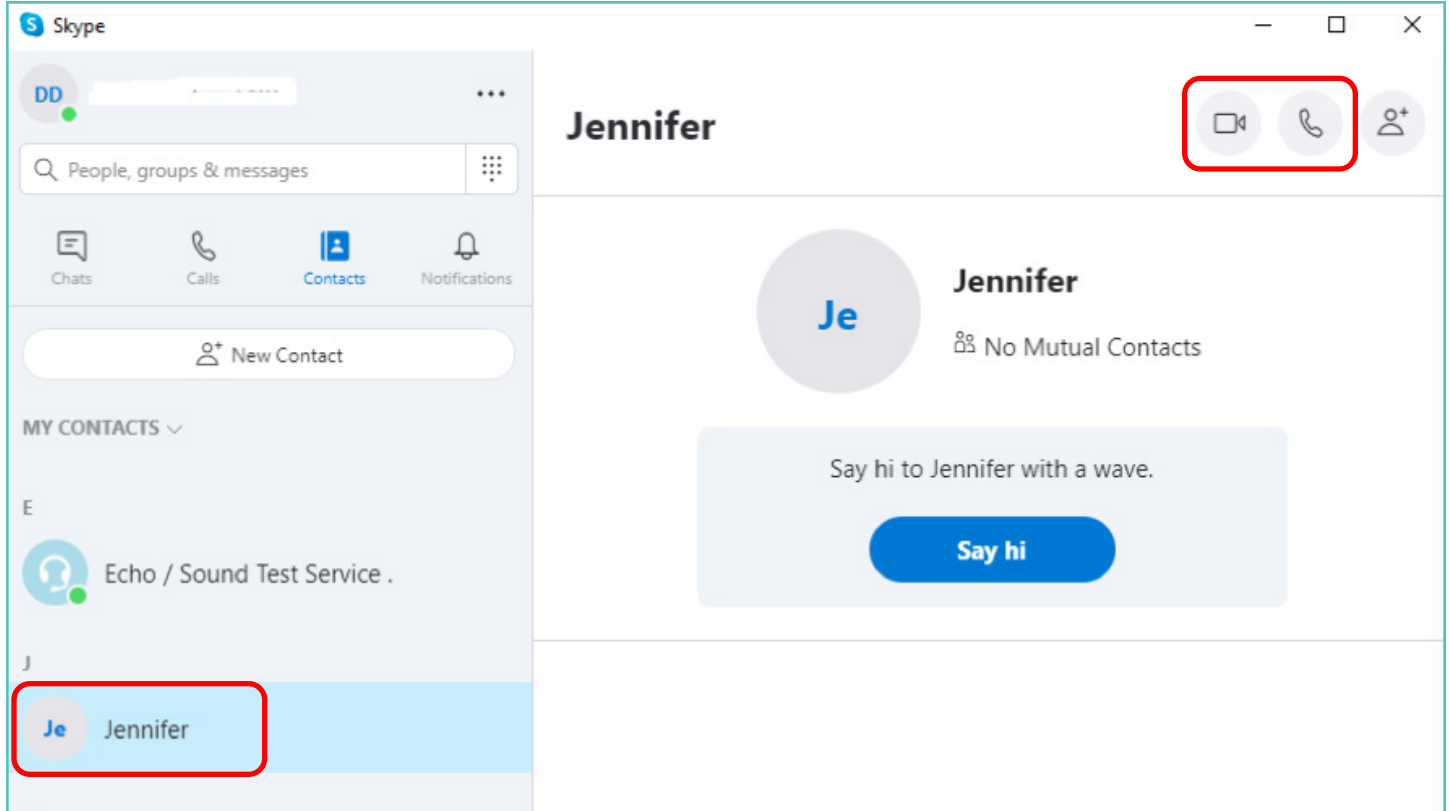 Skype
DD
People, groups & messages
Chats
Calls
Contacts
Notifications
New Contact
MY CONTACTS
E
Echo / Sound Test Service .
J
Je
Jennifer
Jennifer
Je
Jennifer
No Mutual Contacts
Say hi to Jennifer with a wave.
Say hi